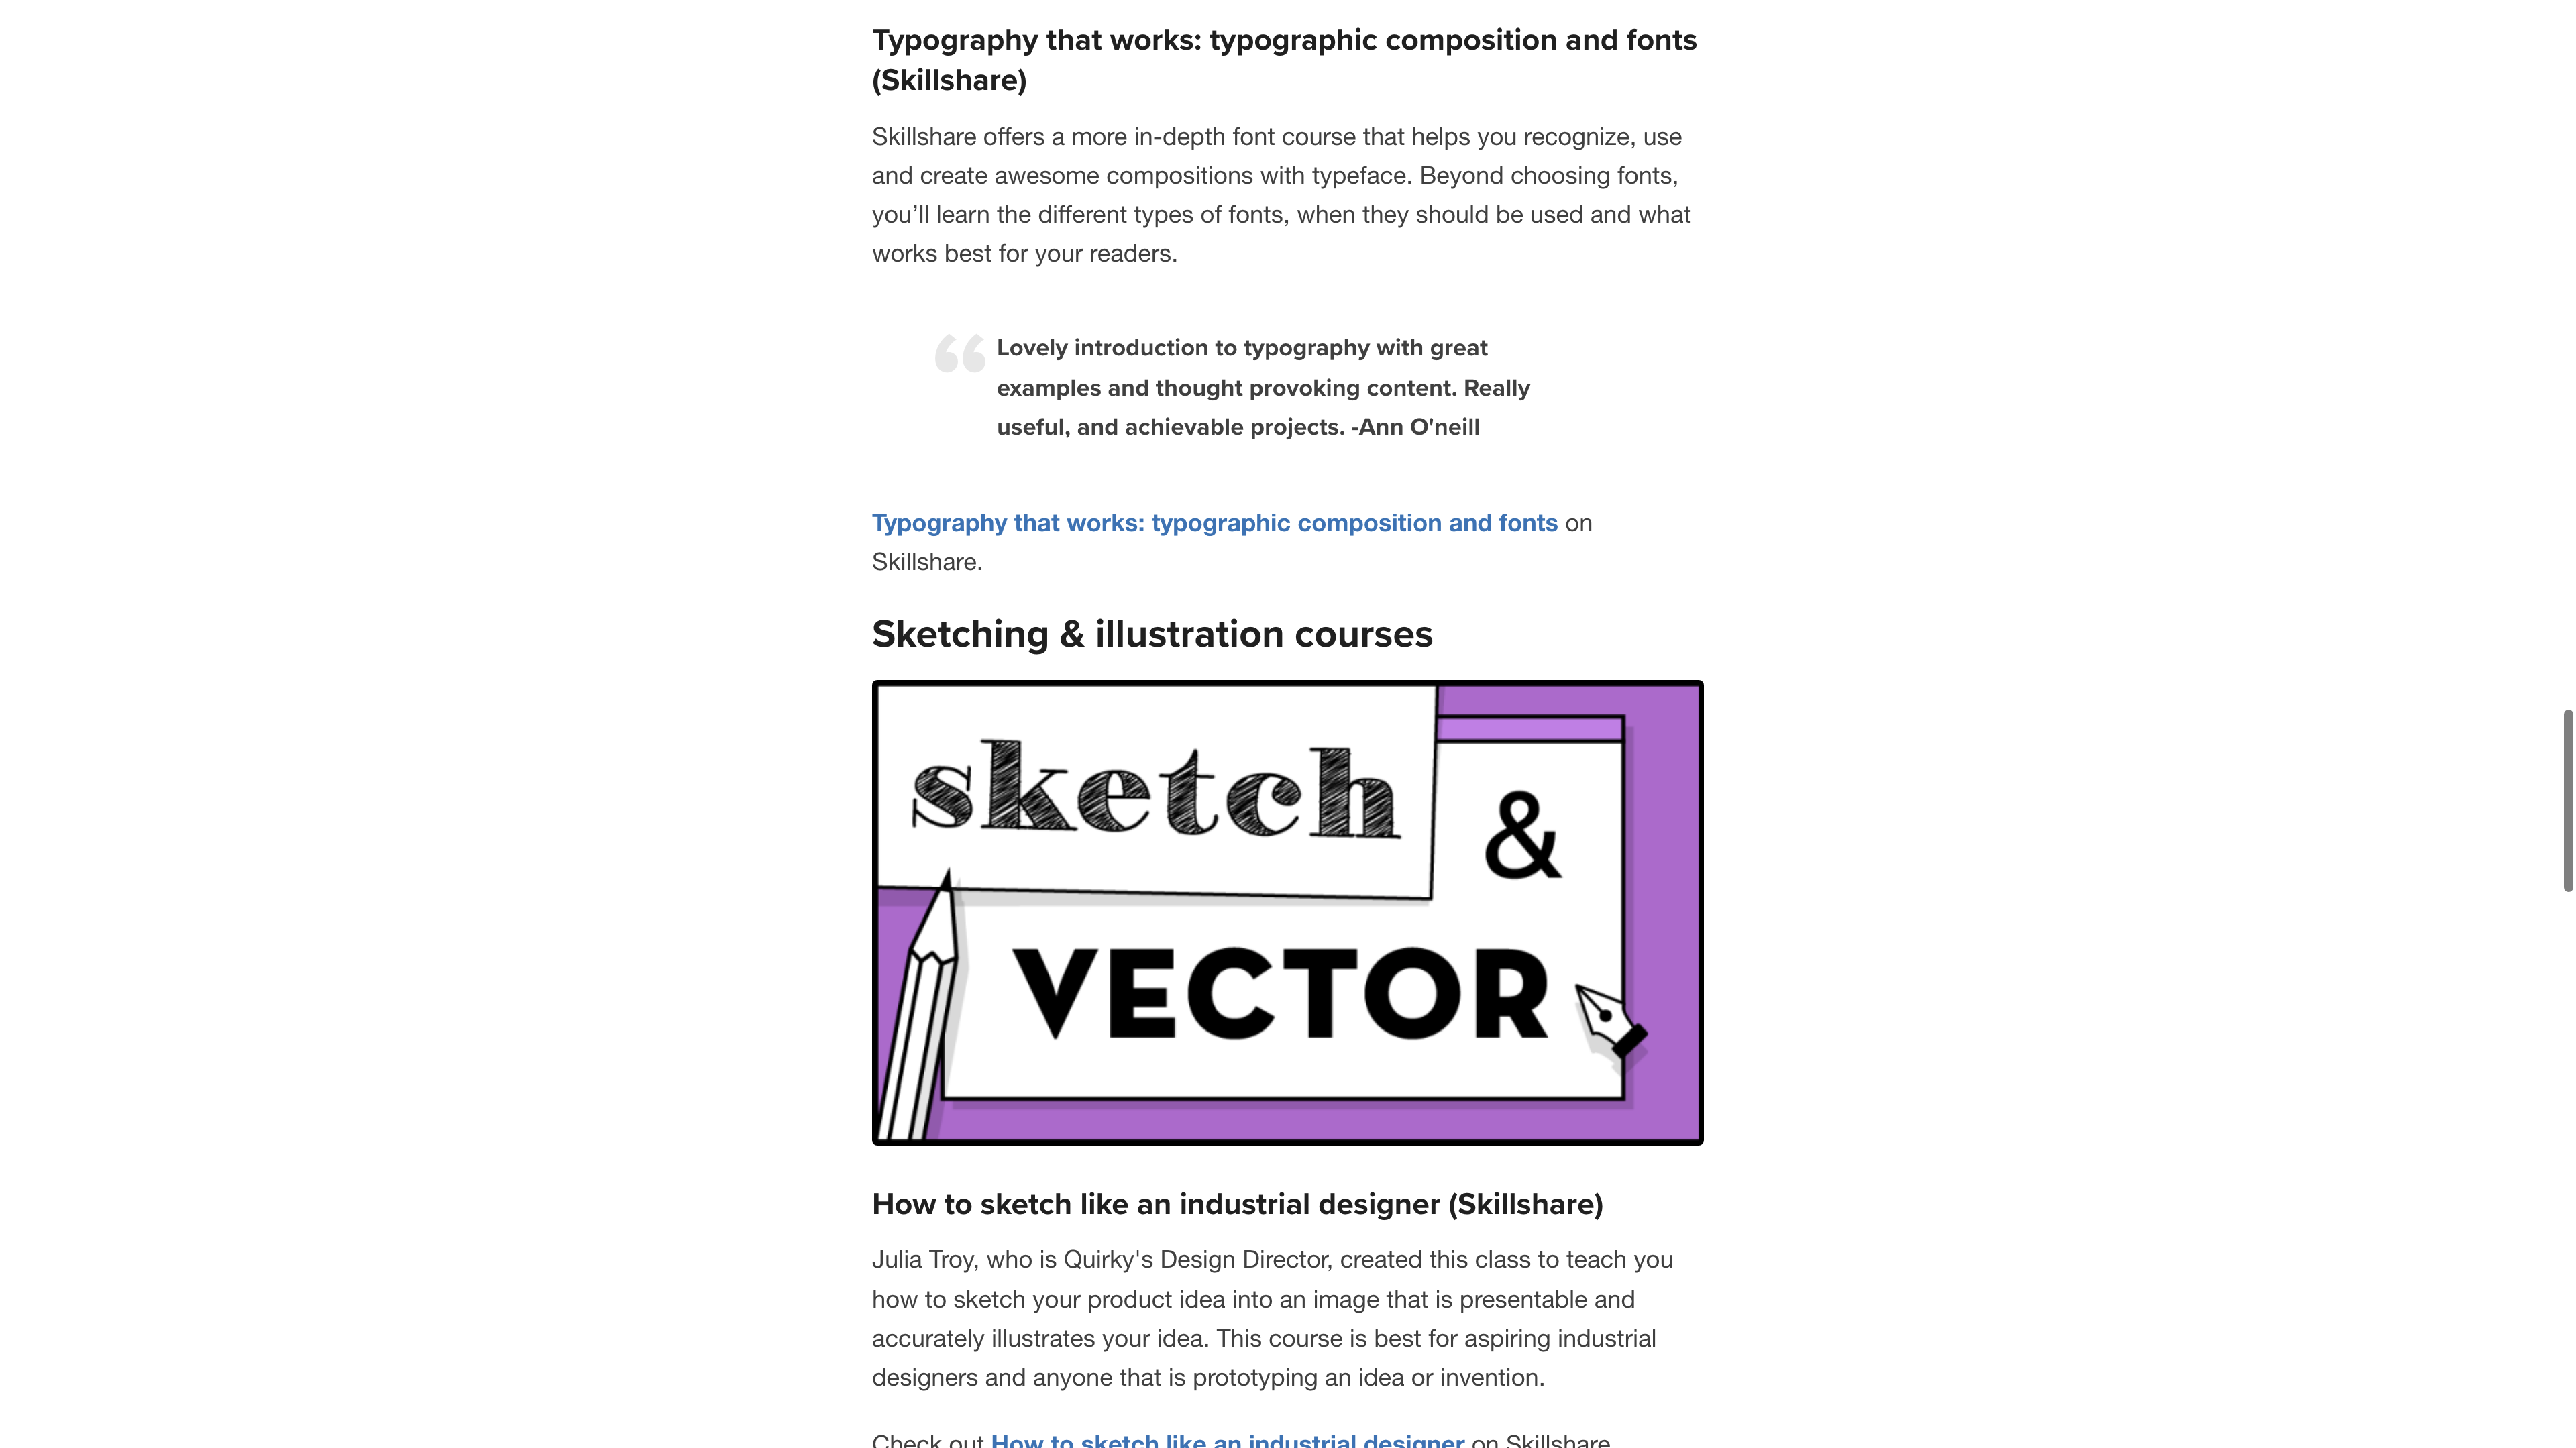 Typography that works: typographic composition and fonts
(Skillshare)
Skillshare offers a more in-depth font course that helps you recognize, use
and create awesome compositions with typeface. Beyond choosing fonts,
you’ll learn the different types of fonts, when they should be used and what
works best for your readers.
“ Lovely introduction to typography with great
examples and thought provoking content. Really
useful, and achievable projects. -Ann O'neill
Typography that works: typographic composition and fonts on
Skillshare.
Sketching & illustration courses
sketch
&
VECTOR
How to sketch like an industrial designer (Skillshare)
Julia Troy, who is Quirky's Design Director, created this class to teach you
how to sketch your product idea into an image that is presentable and
accurately illustrates your idea. This course is best for aspiring industrial
designers and anyone that is prototyping an idea or invention.
Check out How to sketch like an industrial designer on Skillshare